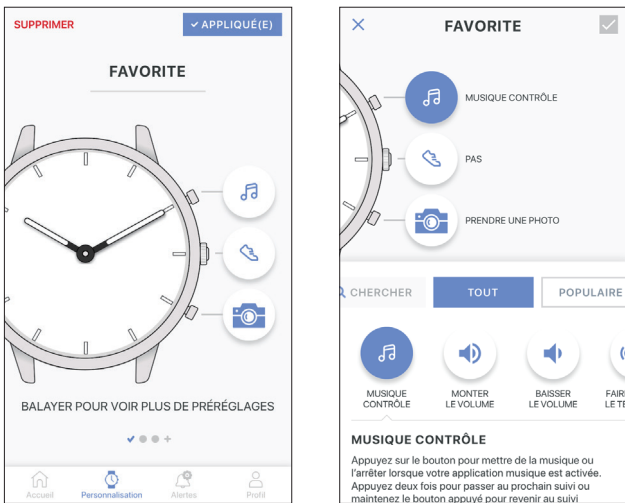 SUPPRIMER
✓ APPLIQUÉ(E)
FAVORITE
BALAYER POUR VOIR PLUS DE PRÉRÉGLAGES
Accueil
Personnalisation
Alertes
Profil
FAVORITE
MUSIQUE CONTRÔLE
PAS
PRENDRE UNE PHOTO
CHERCHER
TOUT
POPULAIRE
MUSIQUE
CONTRÔLE
MONTER
LE VOLUME
BAISSER
LE VOLUME
MUSIQUE CONTRÔLE
Appuyez sur le bouton pour mettre de la musique ou
l'arrêter lorsque votre application musique est activée.
Appuyez deux fois pour passer au prochain suivi ou
maintenez le bouton appuyé pour revenir au suivi